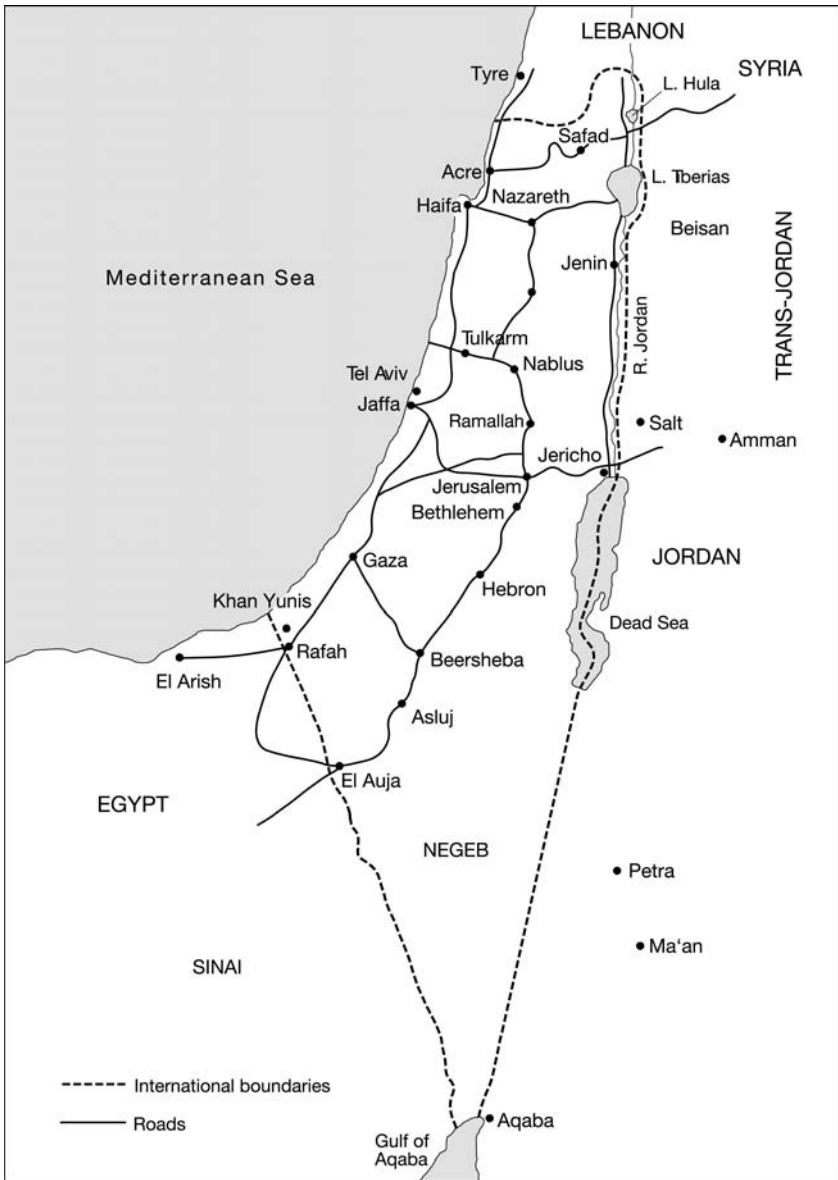 LEBANON
Tyre
SYRIA
L. Hula
Safad
Acre
L. Tberias
Nazareth
Haifa
Beisan
Mediterranean Sea
Jenin
TRANS-JORDAN
R. Jordan
Tulkarm
Nablus
Tel Aviv
Jaffa
Ramallah
Salt
Amman
Jericho
Jerusalem
Bethlehem
Gaza
JORDAN
Hebron
Khan Yunis
Dead Sea
Rafah
Beersheba
El Arish
Asluj
El Auja
EGYPT
NEGEB
Petra
Ma‘an
SINAI
International boundaries
Roads
Aqaba
Gulf of
Aqaba